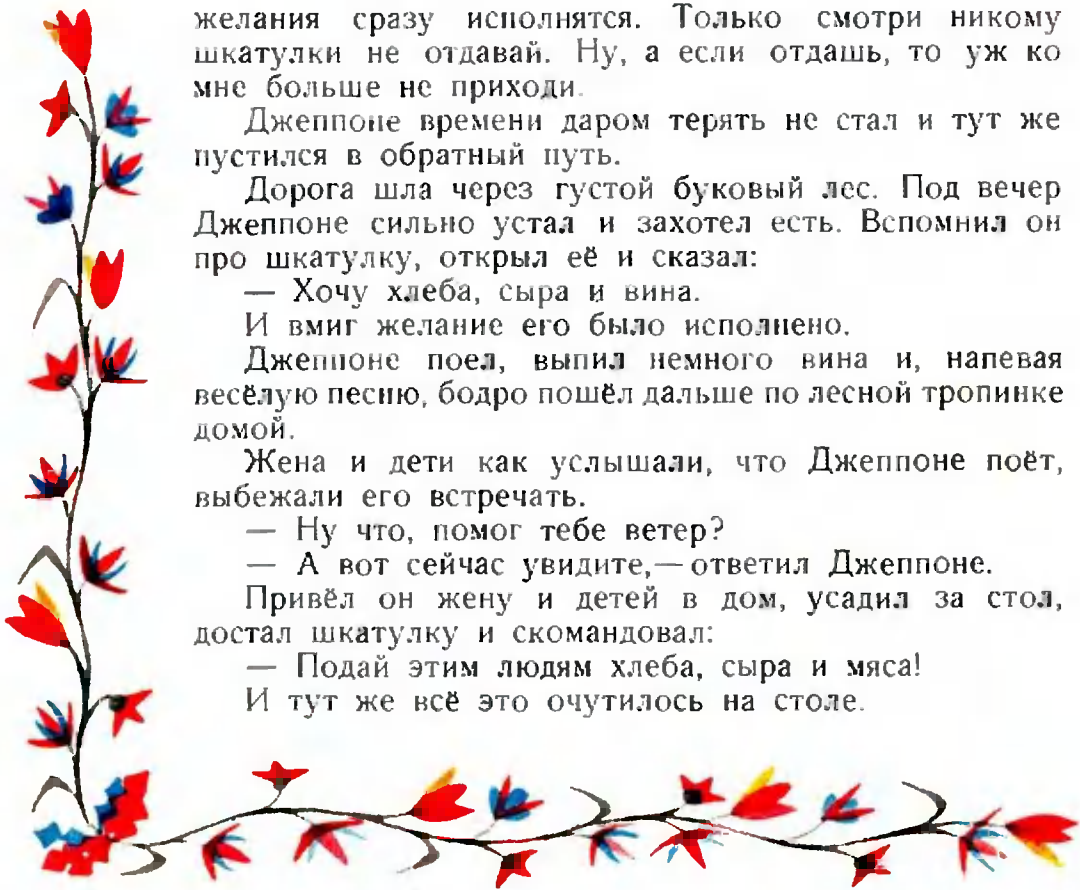 желания сразу исполнятся. Только смотри никому
шкатулки не отдавай. Ну, а если отдашь, то уж ко
мне больше не приходи.
Джеппоне времени даром терять не стал и тут же
пустился в обратный путь.
Дорога шла через густой буковый лес. Под вечер
Джеппоне сильно устал и захотел есть. Вспомнил он
про шкатулку, открыл её и сказал:
— Хочу хлеба, сыра и вина.
И вмиг желание его было исполнено.
Джеппоне поел, выпил немного вина и, напевая
весёлую песню, бодро пошёл дальше по лесной тропинке
домой.
Жена и дети как услышали, что Джеппоне поёт,
выбежали его встречать.
— Ну что, помог тебе ветер?
— А вот сейчас увидите,— ответил Джеппоне.
Привёл он жену и детей в дом, усадил за стол,
достал шкатулку и скомандовал:
— Подай этим людям хлеба, сыра и мяса!
И тут же всё это очутилось на столе.